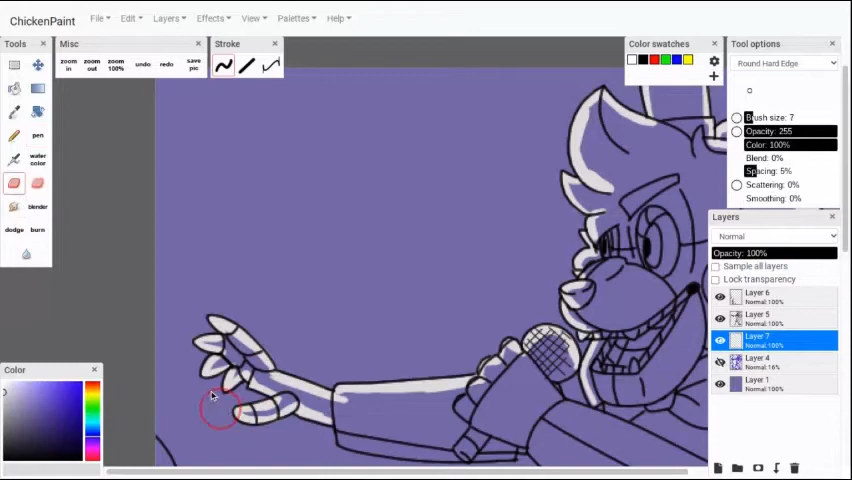 ChickenPaint File Edit Layers Effects View Palettes Help
Tools
Misc
Stroke
Color swatches
Tool options
zoom in
zoom out
zoom 100%
undo
redo
save pic
Round Hard Edge
Brush size: 7
Opacity: 255
Color: 100%
Blend: 0%
Spacing: 5%
Scattering: 0%
Smoothing: 0%
pen
water color
blender
dodge burn
Layers
Normal
Opacity: 100%
Sample all layers
Lock transparency
Layer 6
Normal:100%
Layer 5
Normal:100%
Layer 7
Normal:100%
Layer 4
Normal:16%
Layer 1
Normal:100%
Color